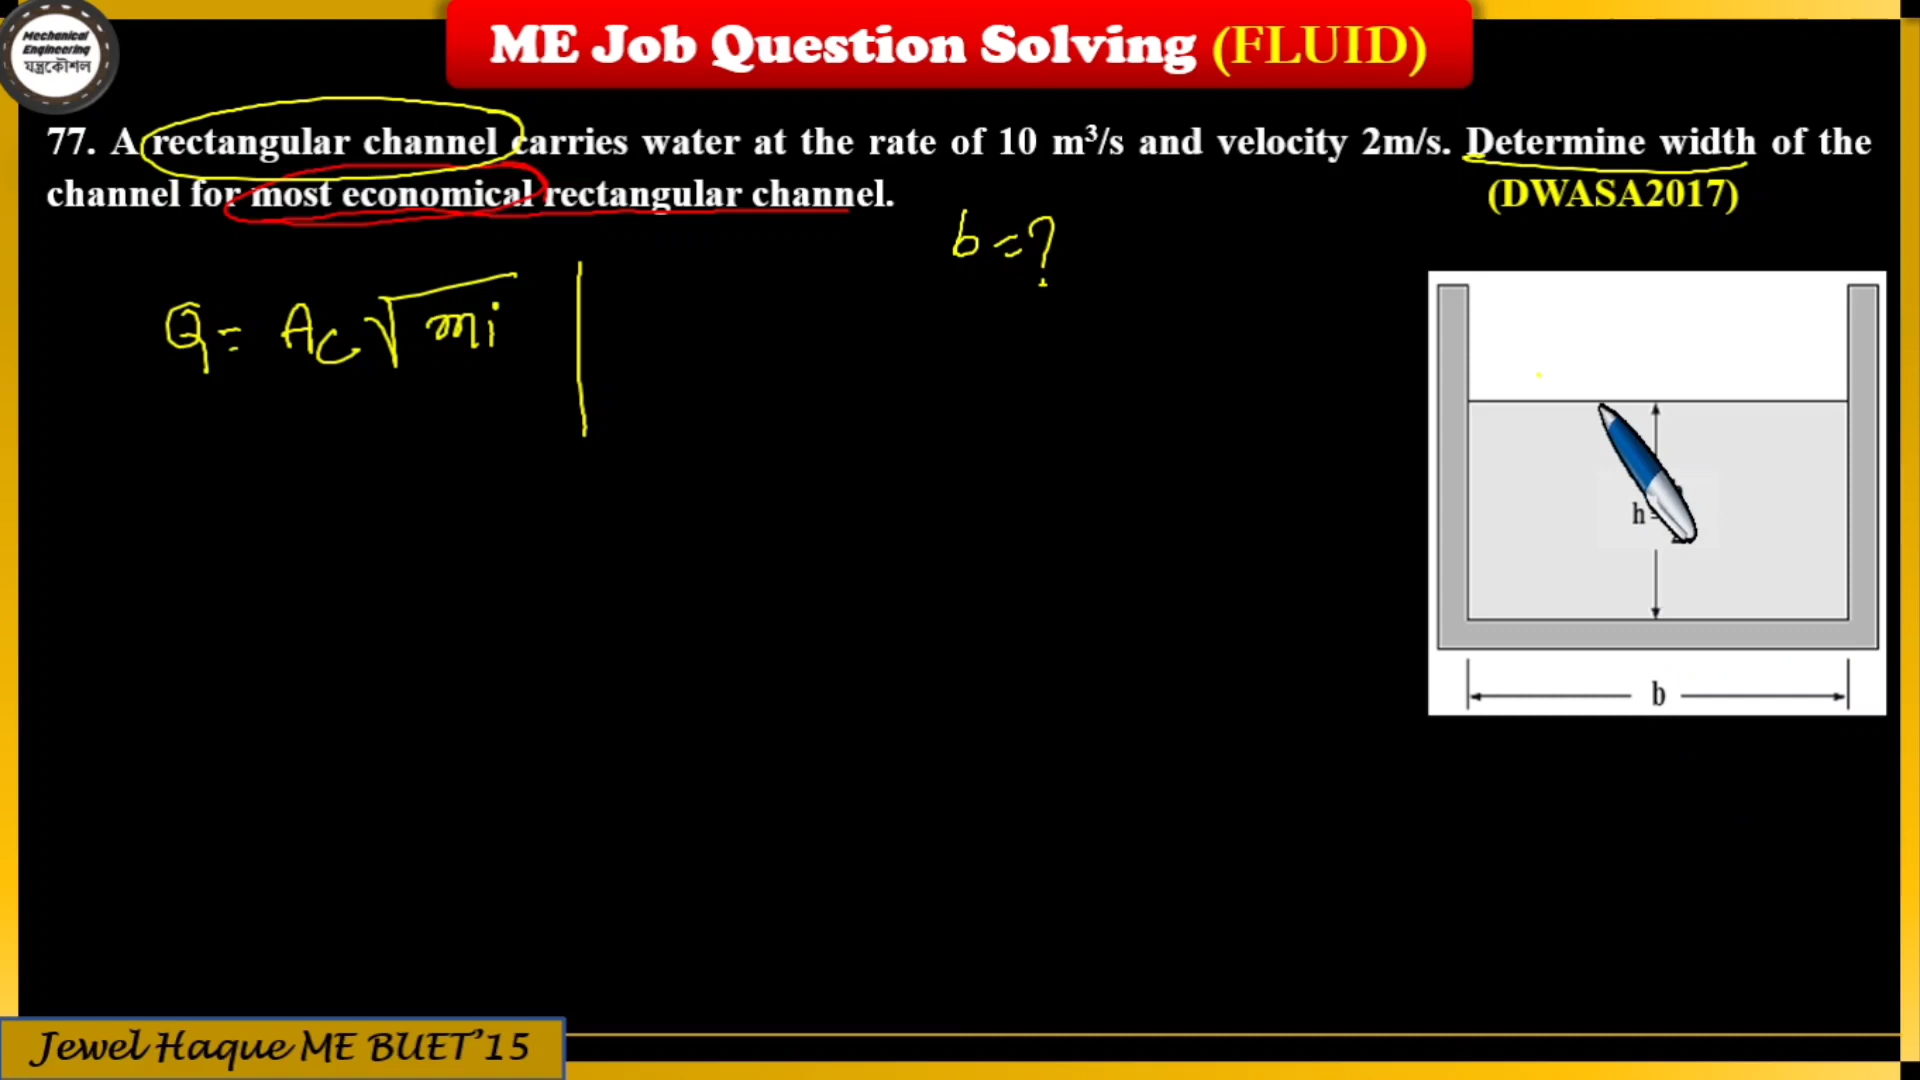 Mechanical
Engineering
যন্ত্রকৌশল
ME Job Question Solving (FLUID)
77. A rectangular channel carries water at the rate of 10 m³/s and velocity 2m/s. Determine width of the
channel for most economical rectangular channel.
(DWASA2017)
b = ?
Q = AC√mi
h =
b
Jewel Haque ME BUET'15